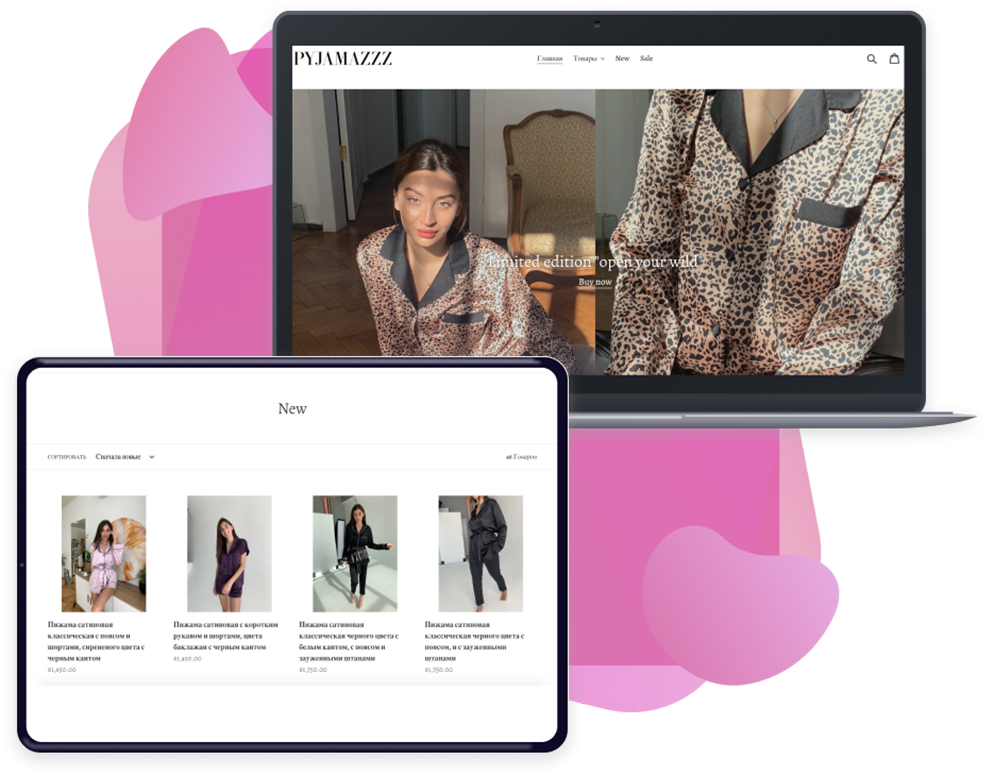 PYJAMAZZZ
Главная Товары New Sale
Limited edition "open your wild
Buy now
New
СОРТИРОВАТЬ Сначала новые
Товаров
Пижама сатиновая
классическая с поясом и
шортами, сиреневого цвета с
черным кантом
₴1,650.00
Пижама сатиновая с коротким
рукавом и шортами, цвета
баклажан с черным кантом
₴1,450.00
Пижама сатиновая
классическая черного цвета с
белым кантом, с поясом и
зауженными штанами
₴1,750.00
Пижама сатиновая
классическая черного цвета с
поясом, и с зауженными
штанами
₴1,750.00